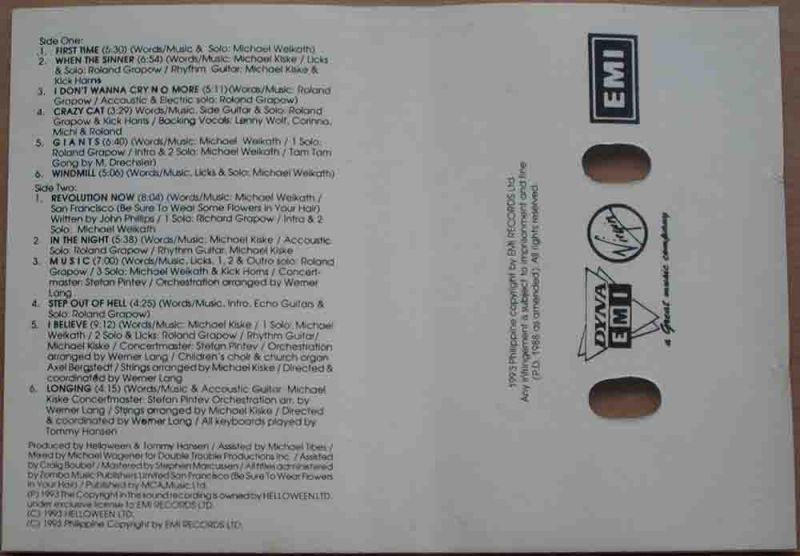 Side One:
1. FIRST TIME (5:30) (Words/Music & Solo: Michael Weikath)
2. WHEN THE SINNER (6:54) (Words/Music: Michael Kiske / Licks
& Solo: Roland Grapow / Rhythm Guitar: Michael Kiske &
Kick Horns
3. I DON'T WANNA CRY N O MORE (5:11)(Words/Music: Roland
Grapow / Accoustic & Electric solo: Roland Grapow)
4. CRAZY CAT (3:29) Words/Music, Side Guitar & Solo: Roland
Grapow & Kick Horns / Backing Vocals: Lenny Wolf, Corinna,
Michi & Roland
5. G I A N T S (6:40) (Words/Music: Michael Weikath / 1 Solo:
Roland Grapow / Intro & 2 Solo: Michael Weikath / Tam Tam
Gong by M. Drechsler)
6. WINDMILL (5:06) (Words/Music, Licks & Solo: Michael Weikath)
Side Two:
1. REVOLUTION NOW (8:04) (Words/Music: Michael Weikath /
San Francisco (Be Sure To Wear Some Flowers in Your Hair)
Written by John Phillips / 1 Solo: Richard Grapow / Intra & 2
Solo: Michael Weikath
2 IN THE NIGHT (5:38) (Words/Music: Michael Kiske / Accoustic
Solo: Roland Grapow / Rhythm Guitar: Michael Kiske
3. M U S I C (7:00) (Words/Music, Licks, 1, 2 & Outro solo: Roland
Grapow / 3 Solo: Michael Weikath & Kick Horns / Concert-
master: Stefan Pintev / Orchestration arranged by Werner
Lang
4. STEP OUT OF HELL (4:25) (Words/Music, Intro, Echo Guitars &
Solo: Roland Grapow)
5. I BELIEVE (9:12) (Words/Music: Michael Kiske / 1 Solo: Michael
Weikath / 2 Solo & Licks: Roland Grapow / Rhythm Guitar/
Michael Kiske / Concertmaster: Stefan Pintev / Orchestration
arranged by Werner Lang / Children's choir & church organ
Axel Bergstedt / Strings arranged by Michael Kiske / Directed &
coordinated by Werner Lang
6. LONGING (4:15) (Words/Music & Accoustic Guitar: Michael
Kiske Concertmaster: Stefan Pintev Orchestration arr. by
Werner Lang / Strings arranged by Michael Kiske / Directed
& coordinated by Werner Lang / All keyboards played by
Tommy Hansen
Produced by Helloween & Tommy Hansen / Assisted by Michael Tibes /
Mixed by Michael Wagener for Double Trouble Productions Inc. / Assisted
by Craig Boubet / Mastered by Stephen Marcussen / All titles administered
by Zomba Music Publishers Limited San Francisco (Be Sure To Wear Flowers
in Your Hair) / Published by MCA Music Ltd.
(P) 1993 The Copyright in this sound recording is owned by HELLOWEEN LTD.
under exclusive license to EMI RECORDS LTD.
(C) 1993 HELLOWEEN LTD.
(C) 1993 Philippine Copyright by EMI RECORDS LTD.
1993 Philippine copyright by EMI RECORDS Ltd.
Any infringement is subject to imprisonment and fine
(P.D. 1988 as amended). All rights reserved.
EMI
Virgin
DYNA
EMI
a Great music company